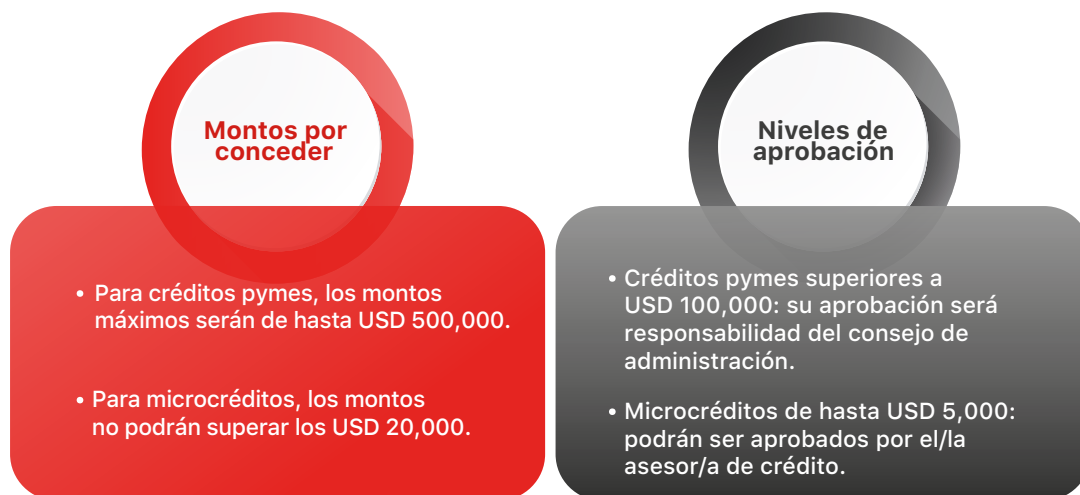 Montos por
conceder
• Para créditos pymes, los montos
máximos serán de hasta USD 500,000.
• Para microcréditos, los montos
no podrán superar los USD 20,000.
Niveles de
aprobación
• Créditos pymes superiores a
USD 100,000: su aprobación será
responsabilidad del consejo de
administración.
• Microcréditos de hasta USD 5,000:
podrán ser aprobados por el/la
asesor/a de crédito.